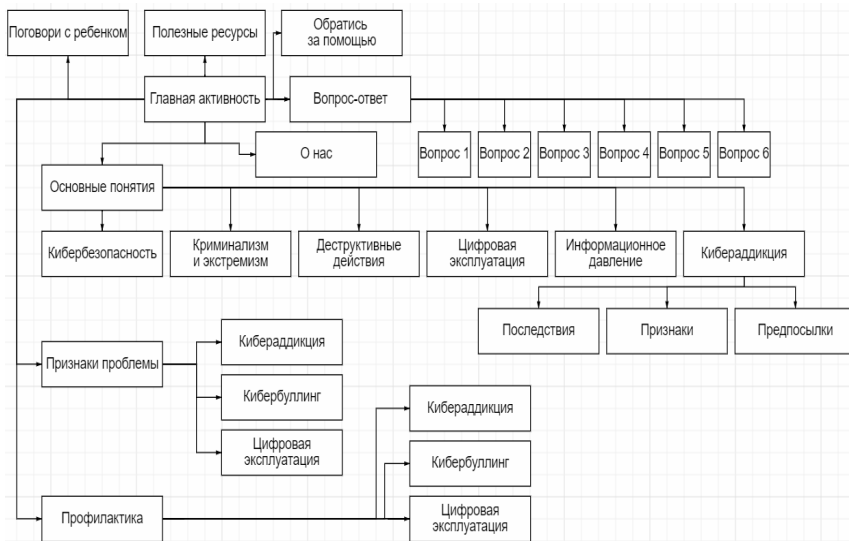 Поговори с ребенком
Полезные ресурсы
Обратись
за помощью
Главная активность
Вопрос-ответ
О нас
Вопрос 1
Вопрос 2
Вопрос 3
Вопрос 4
Вопрос 5
Вопрос 6
Основные понятия
Кибербезопасность
Криминализм
и экстремизм
Деструктивные
действия
Цифровая
эксплуатация
Информационное
давление
Кибераддикция
Последствия
Признаки
Предпосылки
Признаки проблемы
Кибераддикция
Кибербуллинг
Цифровая
эксплуатация
Профилактика
Кибераддикция
Кибербуллинг
Цифровая
эксплуатация